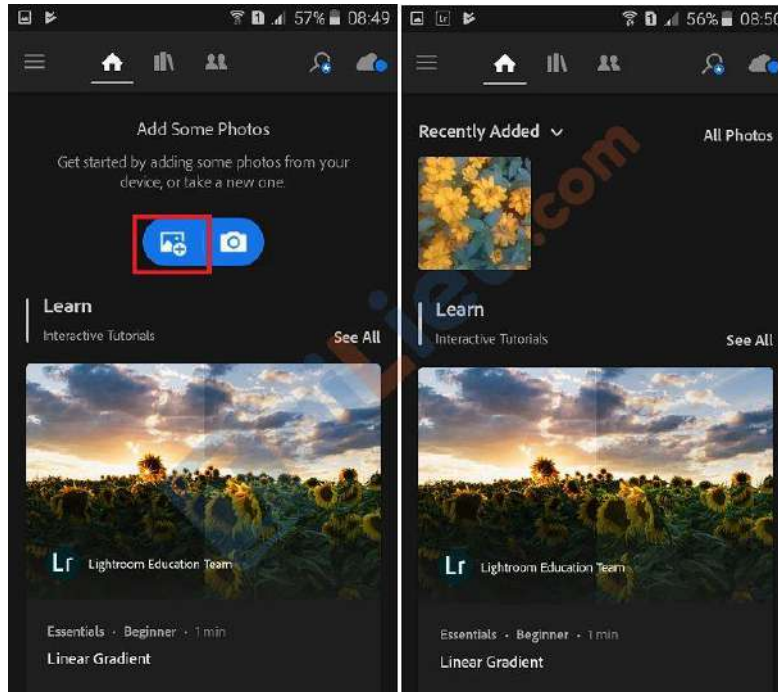 57% 08:49
Add Some Photos
Get started by adding some photos from your
device, or take a new one.
Learn
Interactive Tutorials
See All
Lr Lightroom Education Team
Essentials · Beginner · 1 min
Linear Gradient
Lr
56% 08:50
Recently Added
All Photos
Learn
Interactive Tutorials
See All
Lr Lightroom Education Team
Essentials · Beginner · 1 min
Linear Gradient